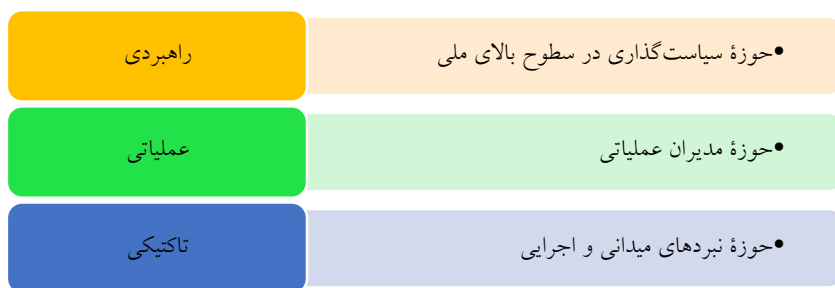 راهبردی
•حوزهٔ سیاست‌گذاری در سطوح بالای ملی
عملیاتی
•حوزهٔ مدیران عملیاتی
تاکتیکی
•حوزهٔ نبردهای میدانی و اجرایی